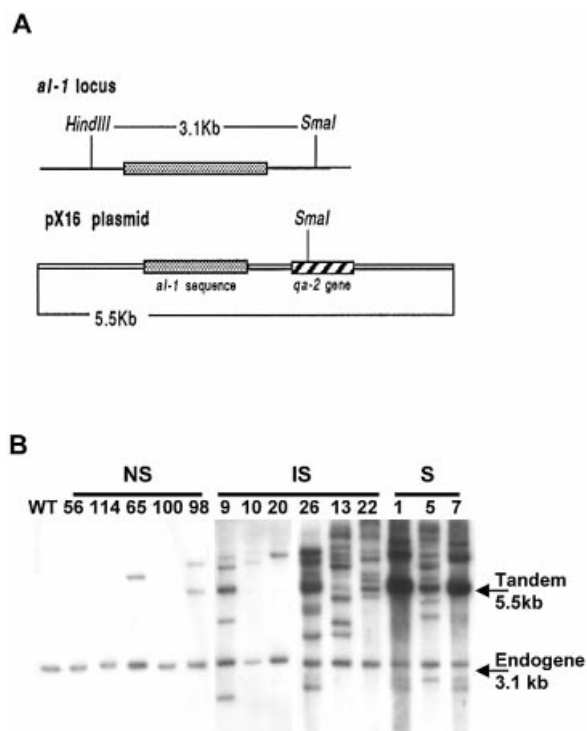 A
al-1 locus
HindIII 3.1Kb SmaI
pX16 plasmid
SmaI
al-1 sequence qa-2 gene
5.5Kb
B
NS IS S
WT 56 114 65 100 98 9 10 20 26 13 22 1 5 7
Tandem
5.5kb
Endogene
3.1 kb